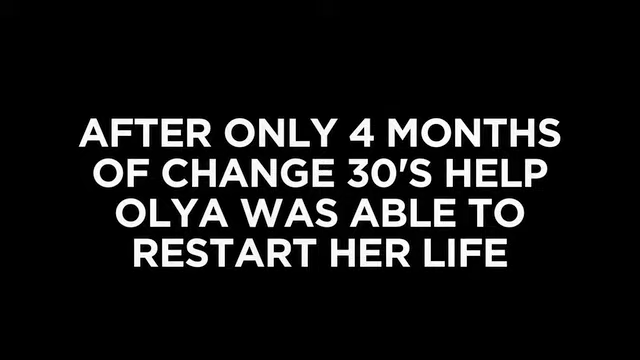 AFTER ONLY 4 MONTHS
OF CHANGE 30'S HELP
OLYA WAS ABLE TO
RESTART HER LIFE